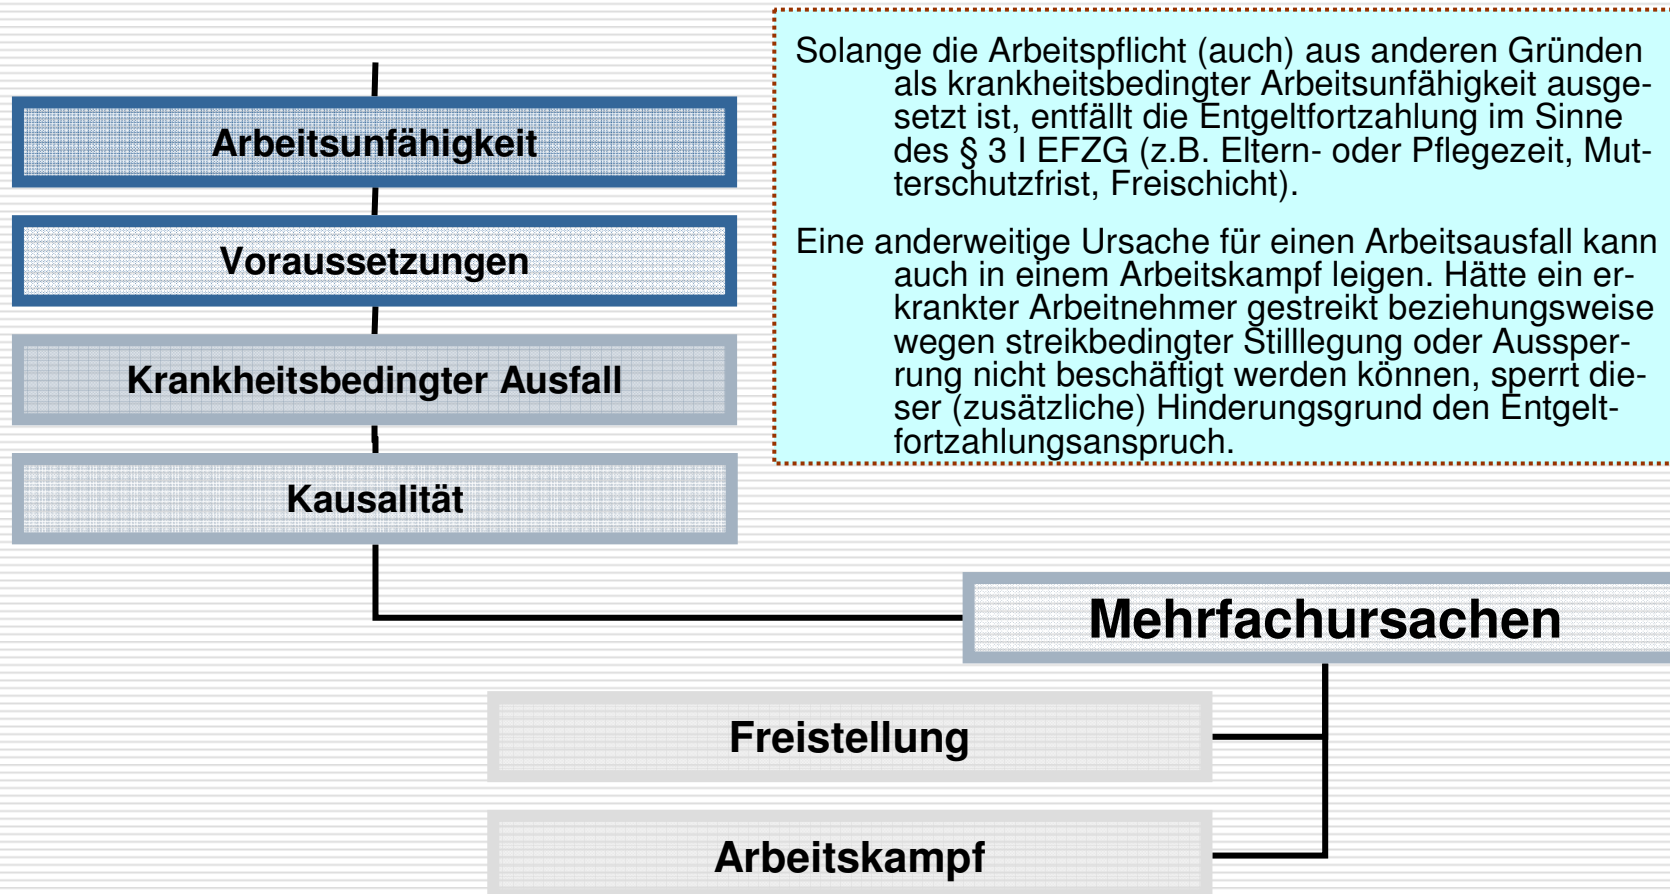 Solange die Arbeitspflicht (auch) aus anderen Gründen
als krankheitsbedingter Arbeitsunfähigkeit ausge-
setzt ist, entfällt die Entgeltfortzahlung im Sinne
des § 3 I EFZG (z.B. Eltern- oder Pflegezeit, Mut-
terschutzfrist, Freischicht).
Eine anderweitige Ursache für einen Arbeitsausfall kann
auch in einem Arbeitskampf leigen. Hätte ein er-
krankter Arbeitnehmer gestreikt beziehungsweise
wegen streikbedingter Stilllegung oder Aussper-
rung nicht beschäftigt werden können, sperrt die-
ser (zusätzliche) Hinderungsgrund den Entgelt-
fortzahlungsanspruch.
Arbeitsunfähigkeit
Voraussetzungen
Krankheitsbedingter Ausfall
Kausalität
Mehrfachursachen
Freistellung
Arbeitskampf